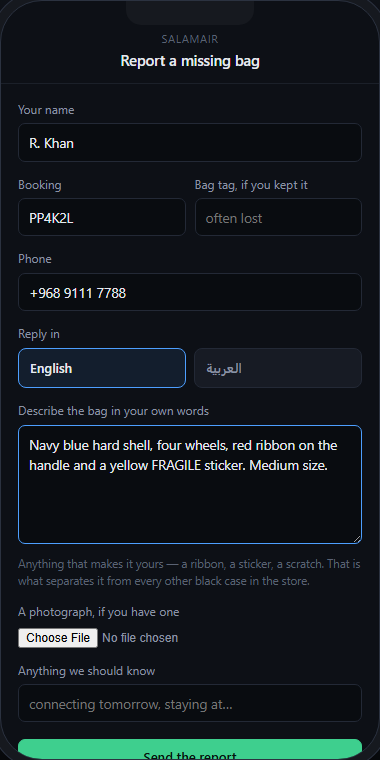 SALAMAIR
Report a missing bag
Your name
R. Khan
Booking
Bag tag, if you kept it
PP4K2L
often lost
Phone
+968 9111 7788
Reply in
English
العربية
Describe the bag in your own words
Navy blue hard shell, four wheels, red ribbon on the
handle and a yellow FRAGILE sticker. Medium size.
Anything that makes it yours — a ribbon, a sticker, a scratch. That is
what separates it from every other black case in the store.
A photograph, if you have one
Choose File No file chosen
Anything we should know
connecting tomorrow, staying at...
Send the report